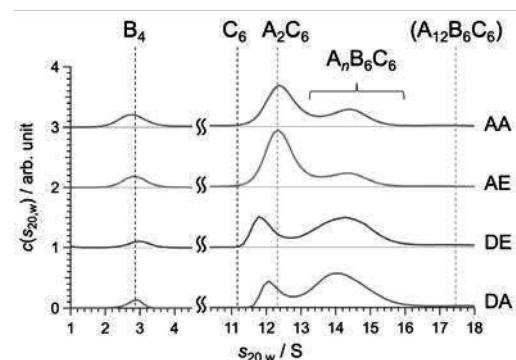 B4 C6 A2C6 (A12B6C6)
AnB6C6
4
3 AA
2 AE
1 DE
0 DA
1 2 3 4 11 12 13 14 15 16 17 18
c(s20,w) / arb. unit
s20,w / S